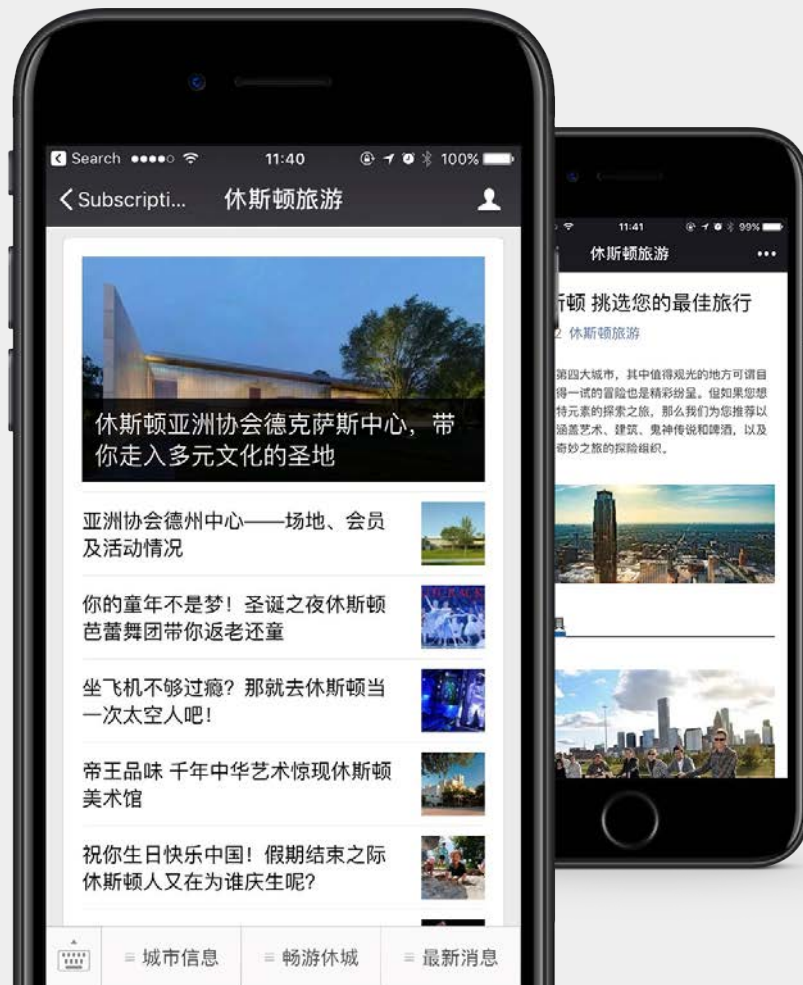 Search 11:40 100%
Subscripti... 休斯顿旅游
休斯顿亚洲协会德克萨斯中心，带
你走入多元文化的圣地
亚洲协会德州中心——场地、会员
及活动情况
你的童年不是梦！圣诞之夜休斯顿
芭蕾舞团带你返老还童
坐飞机不够过瘾？那就去休斯顿当
一次太空人吧！
帝王品味 千年中华艺术惊现休斯顿
美术馆
祝你生日快乐中国！假期结束之际
休斯顿人又在为谁庆生呢？
城市信息 畅游休城 最新消息
11:41 99%
休斯顿旅游
顿 挑选您的最佳旅行
2 休斯顿旅游
第四大城市，其中值得观光的地方可谓目
得一试的冒险也是精彩纷呈。但如果您想
特元素的探索之旅，那么我们为您推荐以
涵盖艺术、建筑、鬼神传说和啤酒，以及
奇妙之旅的探险组织。